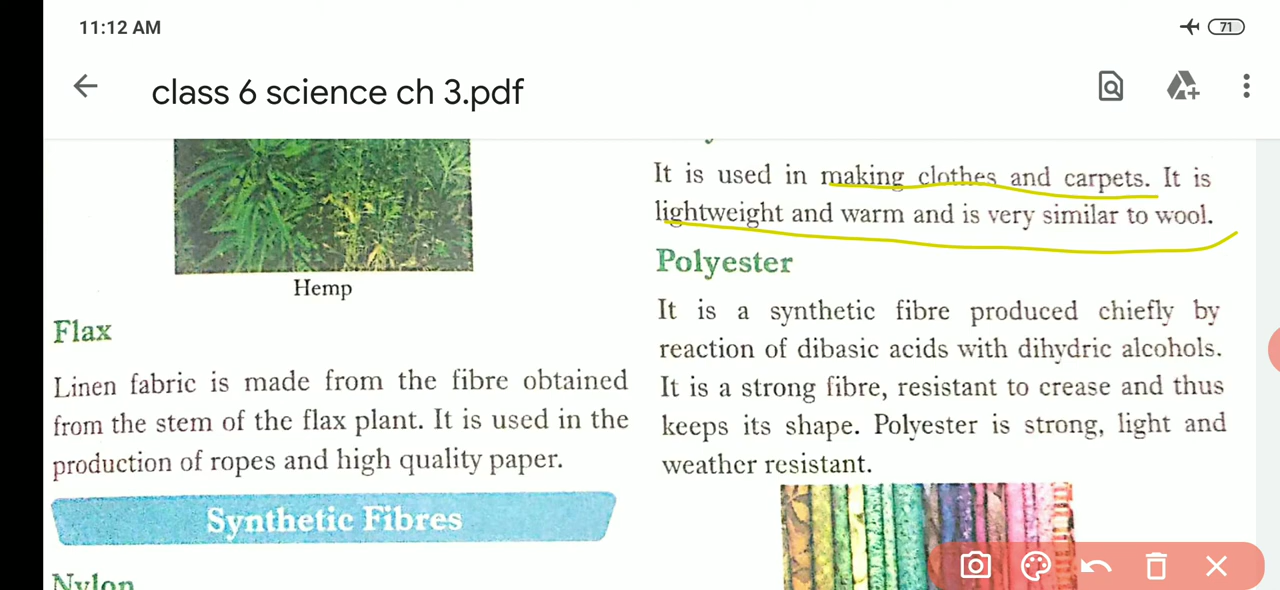 11:12 AM
71
class 6 science ch 3.pdf
Hemp
Flax
Linen fabric is made from the fibre obtained
from the stem of the flax plant. It is used in the
production of ropes and high quality paper.
Synthetic Fibres
Nylon
It is used in making clothes and carpets. It is
lightweight and warm and is very similar to wool.
Polyester
It is a synthetic fibre produced chiefly by
reaction of dibasic acids with dihydric alcohols.
It is a strong fibre, resistant to crease and thus
keeps its shape. Polyester is strong, light and
weather resistant.